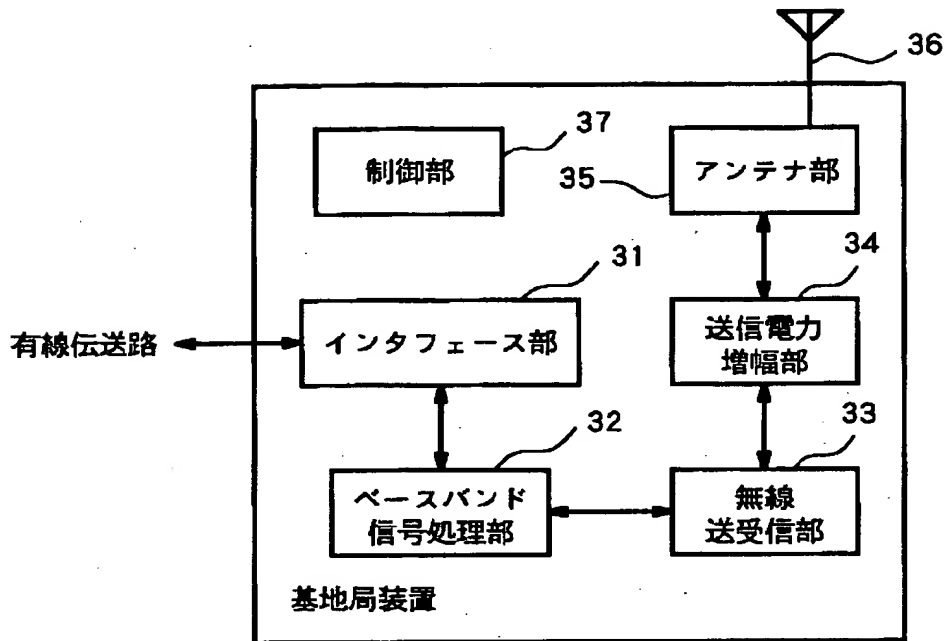 36
37
制御部
35
アンテナ部
31
34
有線伝送路
インタフェース部
送信電力
増幅部
32
33
ベースバンド
信号処理部
無線
送受信部
基地局装置